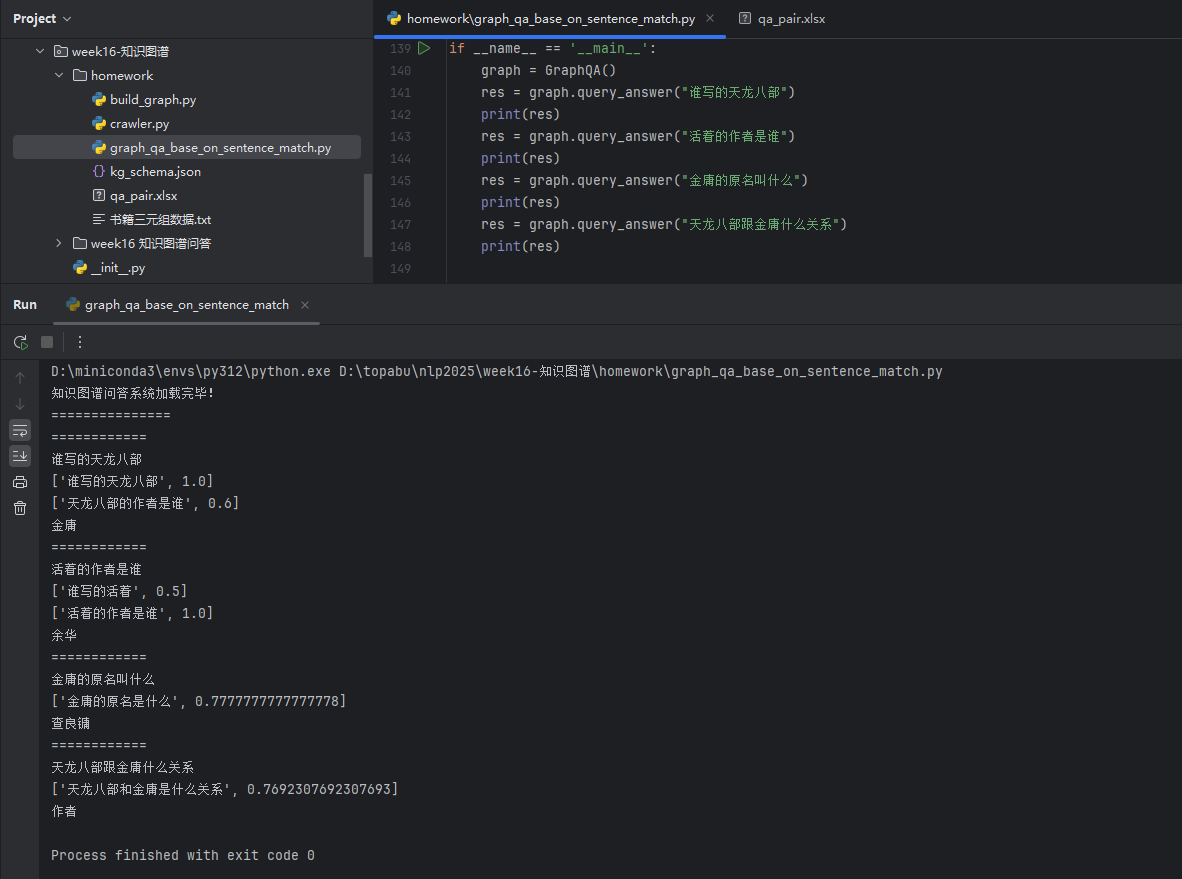 Project
week16-知识图谱
homework
build_graph.py
crawler.py
graph_qa_base_on_sentence_match.py
kg_schema.json
qa_pair.xlsx
书籍三元组数据.txt
week16 知识图谱问答
__init__.py
homework\graph_qa_base_on_sentence_match.py
qa_pair.xlsx
139 if __name__ == '__main__':
140 graph = GraphQA()
141 res = graph.query_answer("谁写的天龙八部")
142 print(res)
143 res = graph.query_answer("活着的作者是谁")
144 print(res)
145 res = graph.query_answer("金庸的原名叫什么")
146 print(res)
147 res = graph.query_answer("天龙八部跟金庸什么关系")
148 print(res)
149
Run
graph_qa_base_on_sentence_match
D:\miniconda3\envs\py312\python.exe D:\topabu\nlp2025\week16-知识图谱\homework\graph_qa_base_on_sentence_match.py
知识图谱问答系统加载完毕!
===============
============
谁写的天龙八部
['谁写的天龙八部', 1.0]
['天龙八部的作者是谁', 0.6]
金庸
============
活着的作者是谁
['谁写的活着', 0.5]
['活着的作者是谁', 1.0]
余华
============
金庸的原名叫什么
['金庸的原名是什么', 0.7777777777777778]
查良镛
============
天龙八部跟金庸什么关系
['天龙八部和金庸是什么关系', 0.7692307692307693]
作者
Process finished with exit code 0